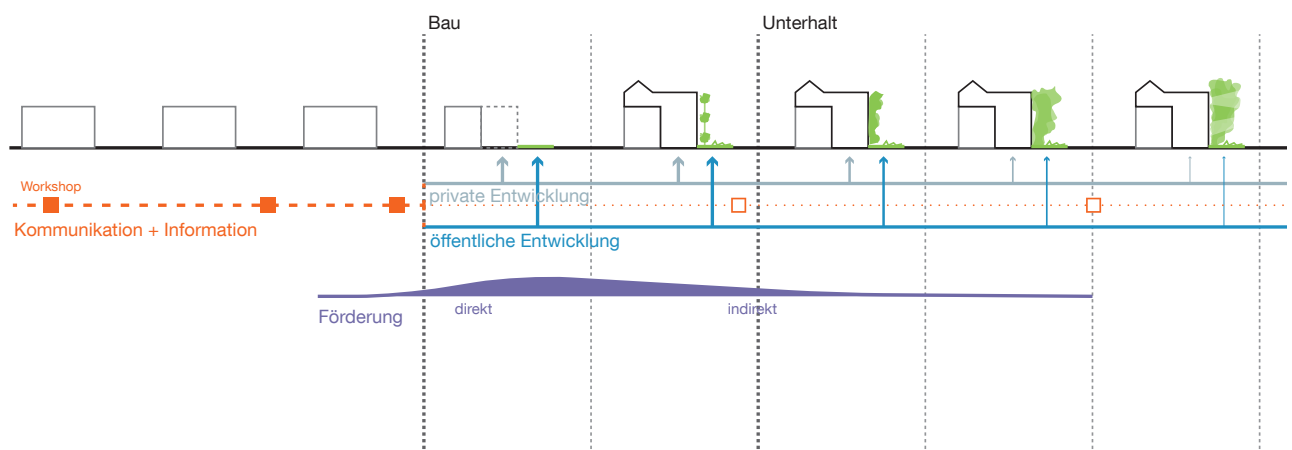 Bau
Unterhalt
Workshop
private Entwicklung
Kommunikation + Information
öffentliche Entwicklung
Förderung
direkt
indirekt